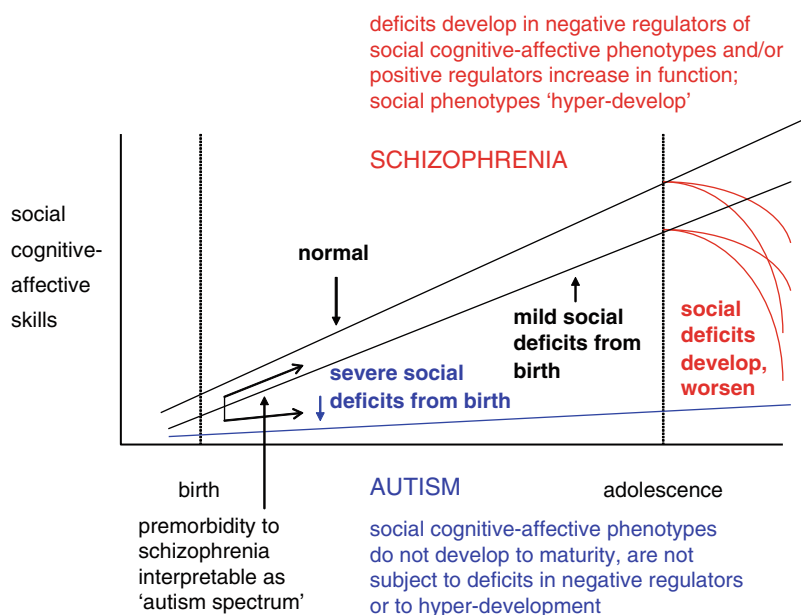 deficits develop in negative regulators of
social cognitive-affective phenotypes and/or
positive regulators increase in function;
social phenotypes ‘hyper-develop’
SCHIZOPHRENIA
social
cognitive-
affective
skills
normal
mild social
deficits from
birth
social
deficits
develop,
worsen
severe social
deficits from birth
birth
AUTISM
adolescence
premorbidity to
schizophrenia
interpretable as
‘autism spectrum’
social cognitive-affective phenotypes
do not develop to maturity, are not
subject to deficits in negative regulators
or to hyper-development